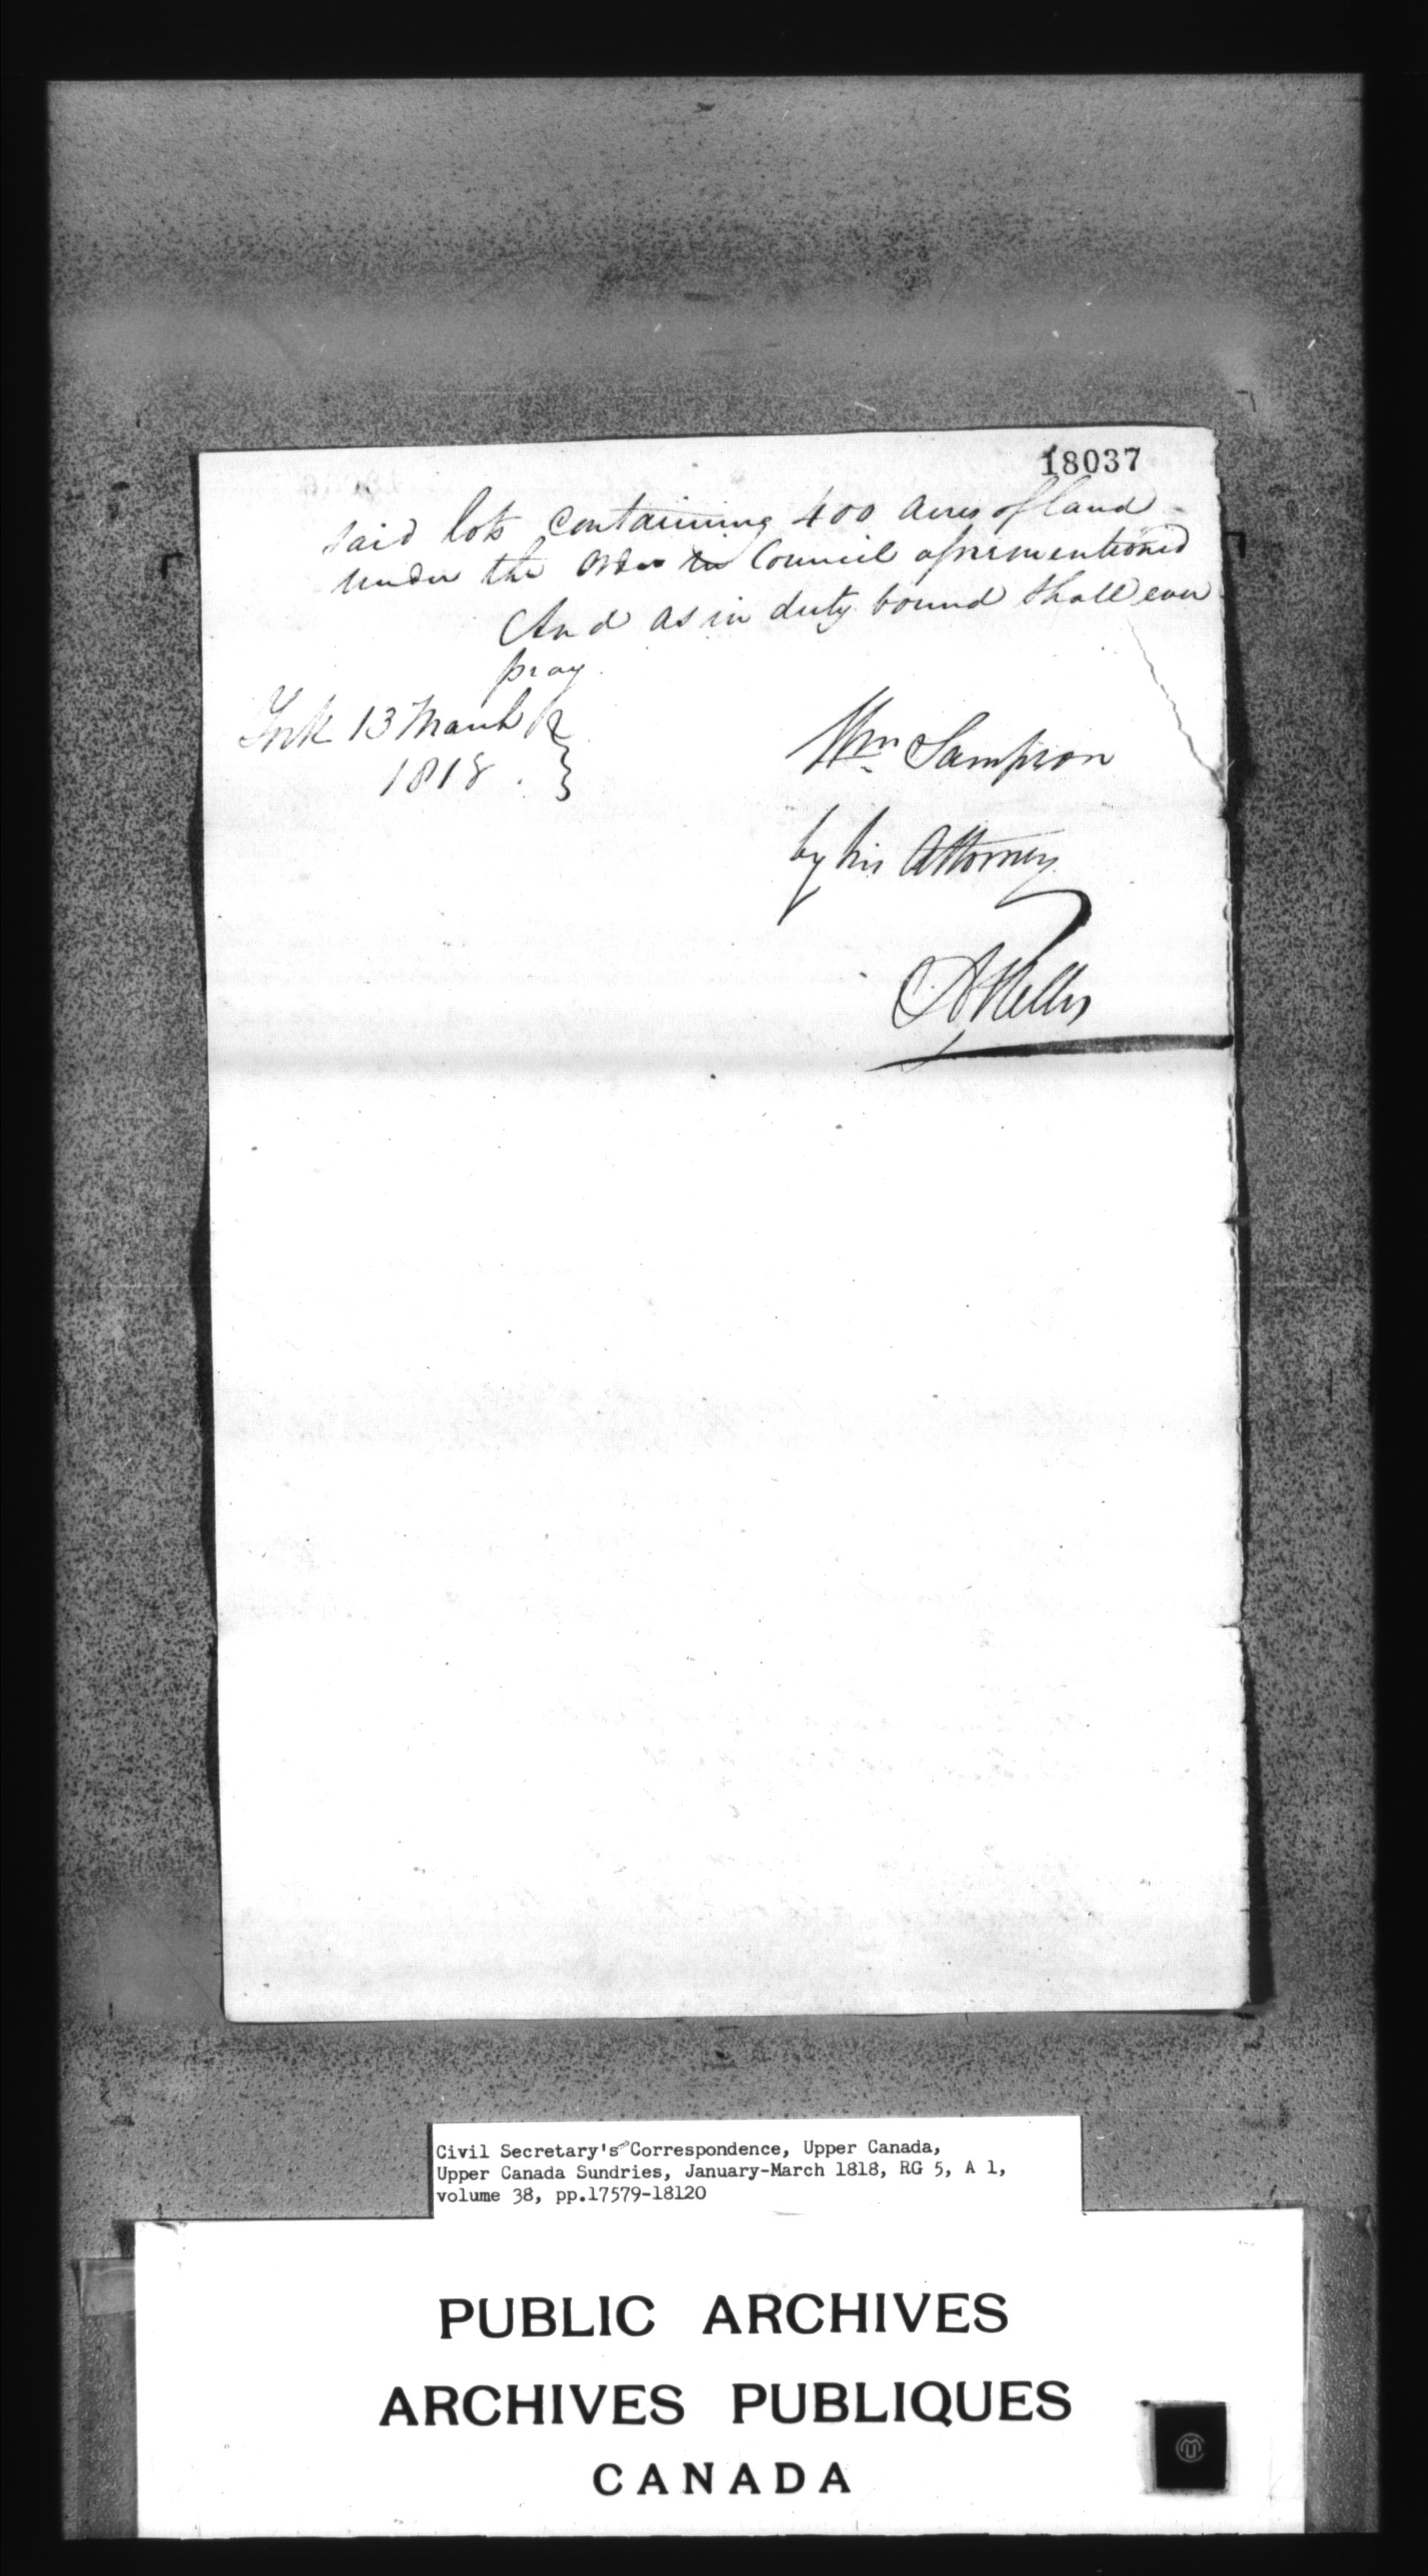 18037
said lots containing 400 acres of land
under the order in Council aforementioned
And as in duty bound shall ever
pray.
York 13 March
1818.
Wm Sampson
by his Attorney
Civil Secretary's Correspondence, Upper Canada,
Upper Canada Sundries, January-March 1818, RG 5, A 1,
volume 38, pp.17579-18120
PUBLIC ARCHIVES
ARCHIVES PUBLIQUES
CANADA